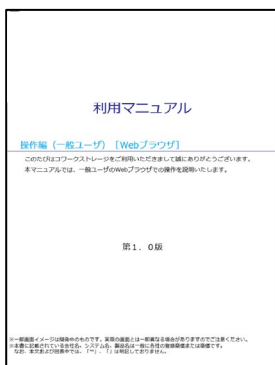 利用マニュアル
操作編（一般ユーザ）［Webブラウザ］
このたびはコワークストレージをご利用いただきまして誠にありがとうございます。
本マニュアルでは、一般ユーザのWebブラウザでの操作を説明いたします。
第1．0版
※一部画面イメージは開発中のものです。実際の画面とは一部異なる場合がありますのでご注意ください。
※本書に記載されている会社名、システム名、製品名は一般に各社の登録商標または商標です。
なお、本文および図表中では、「™」、「®」は明記しておりません。